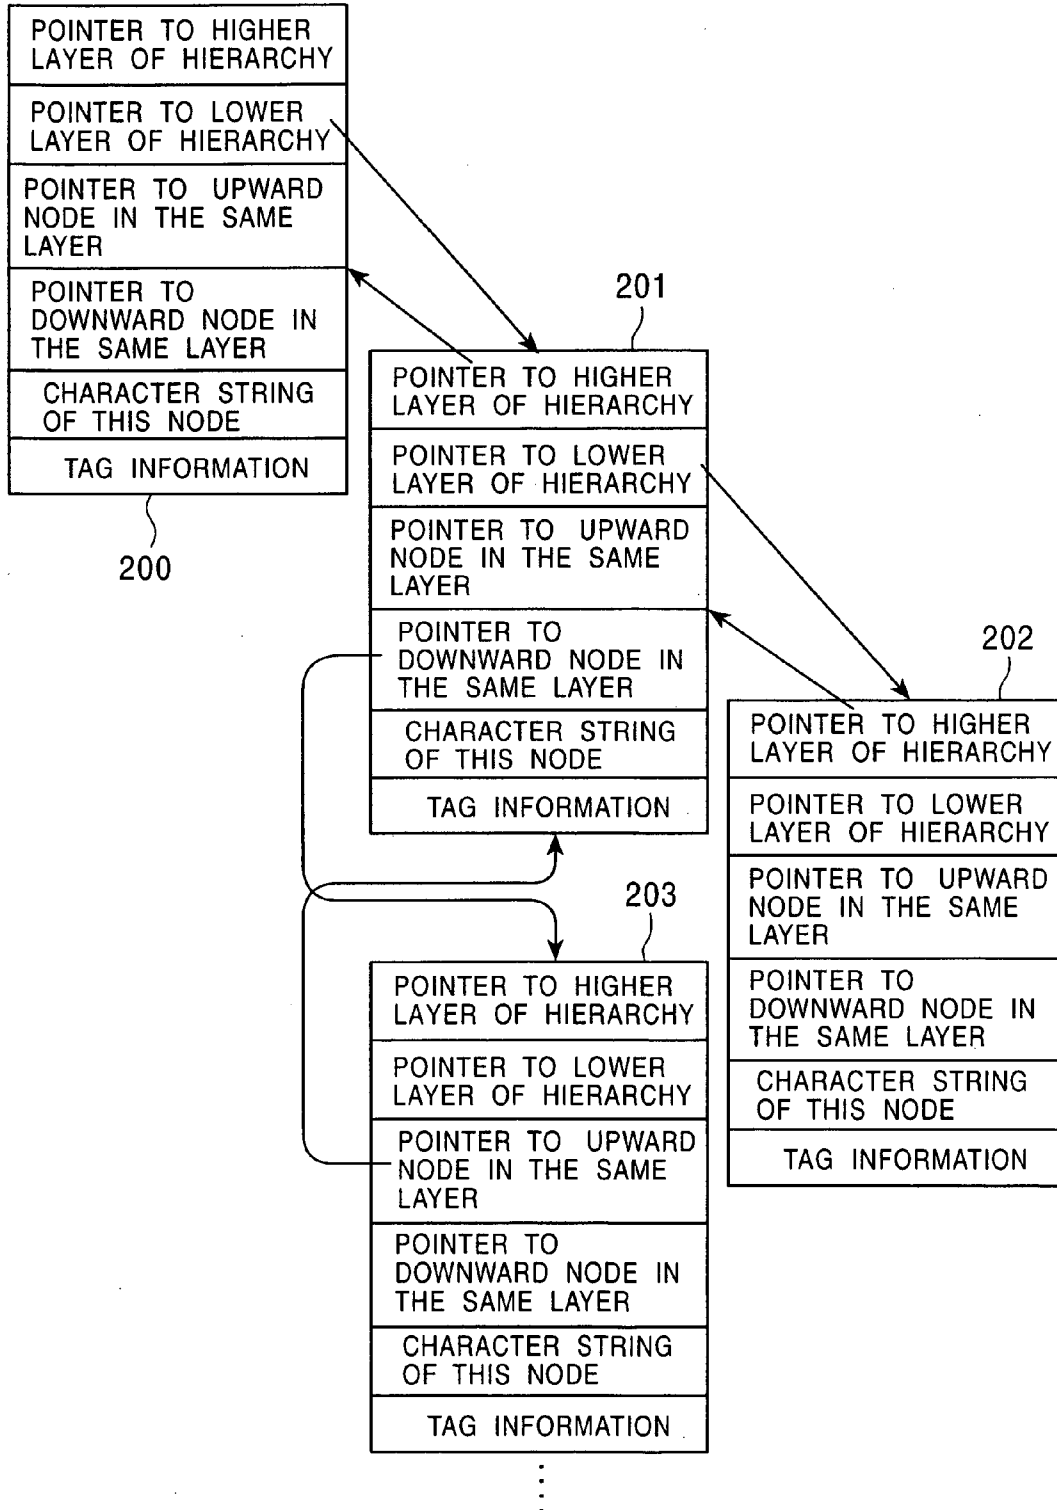 POINTER TO HIGHER
LAYER OF HIERARCHY
POINTER TO LOWER
LAYER OF HIERARCHY
POINTER TO UPWARD
NODE IN THE SAME
LAYER
POINTER TO
DOWNWARD NODE IN
THE SAME LAYER
CHARACTER STRING
OF THIS NODE
TAG INFORMATION
200
201
POINTER TO HIGHER
LAYER OF HIERARCHY
POINTER TO LOWER
LAYER OF HIERARCHY
POINTER TO UPWARD
NODE IN THE SAME
LAYER
POINTER TO
DOWNWARD NODE IN
THE SAME LAYER
CHARACTER STRING
OF THIS NODE
TAG INFORMATION
202
POINTER TO HIGHER
LAYER OF HIERARCHY
POINTER TO LOWER
LAYER OF HIERARCHY
POINTER TO UPWARD
NODE IN THE SAME
LAYER
POINTER TO
DOWNWARD NODE IN
THE SAME LAYER
CHARACTER STRING
OF THIS NODE
TAG INFORMATION
203
POINTER TO HIGHER
LAYER OF HIERARCHY
POINTER TO LOWER
LAYER OF HIERARCHY
POINTER TO UPWARD
NODE IN THE SAME
LAYER
POINTER TO
DOWNWARD NODE IN
THE SAME LAYER
CHARACTER STRING
OF THIS NODE
TAG INFORMATION